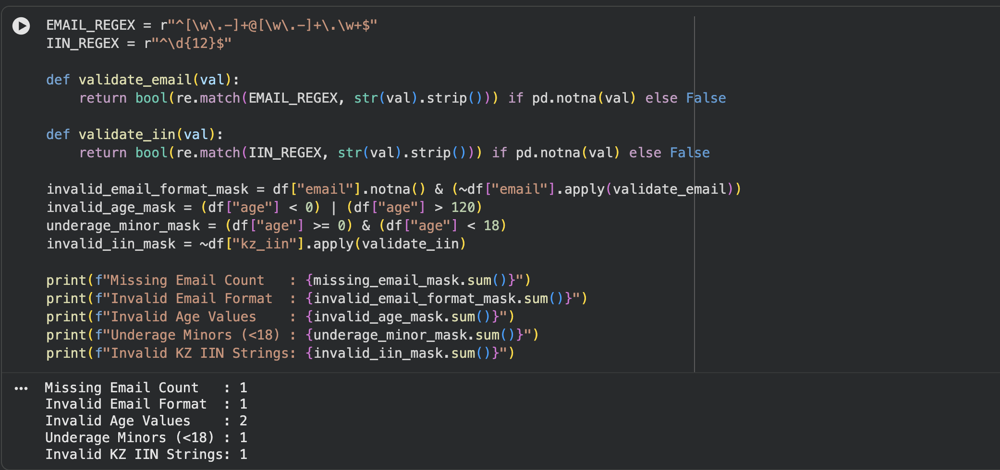 EMAIL_REGEX = r"^[\w\.-]+@[\w\.-]+\.\w+$"
IIN_REGEX = r"^\d{12}$"
def validate_email(val):
    return bool(re.match(EMAIL_REGEX, str(val).strip())) if pd.notna(val) else False
def validate_iin(val):
    return bool(re.match(IIN_REGEX, str(val).strip())) if pd.notna(val) else False
invalid_email_format_mask = df["email"].notna() & (~df["email"].apply(validate_email))
invalid_age_mask = (df["age"] < 0) | (df["age"] > 120)
underage_minor_mask = (df["age"] >= 0) & (df["age"] < 18)
invalid_iin_mask = ~df["kz_iin"].apply(validate_iin)
print(f"Missing Email Count   : {missing_email_mask.sum()}")
print(f"Invalid Email Format  : {invalid_email_format_mask.sum()}")
print(f"Invalid Age Values    : {invalid_age_mask.sum()}")
print(f"Underage Minors (<18) : {underage_minor_mask.sum()}")
print(f"Invalid KZ IIN Strings: {invalid_iin_mask.sum()}")
Missing Email Count   : 1
Invalid Email Format  : 1
Invalid Age Values    : 2
Underage Minors (<18) : 1
Invalid KZ IIN Strings: 1